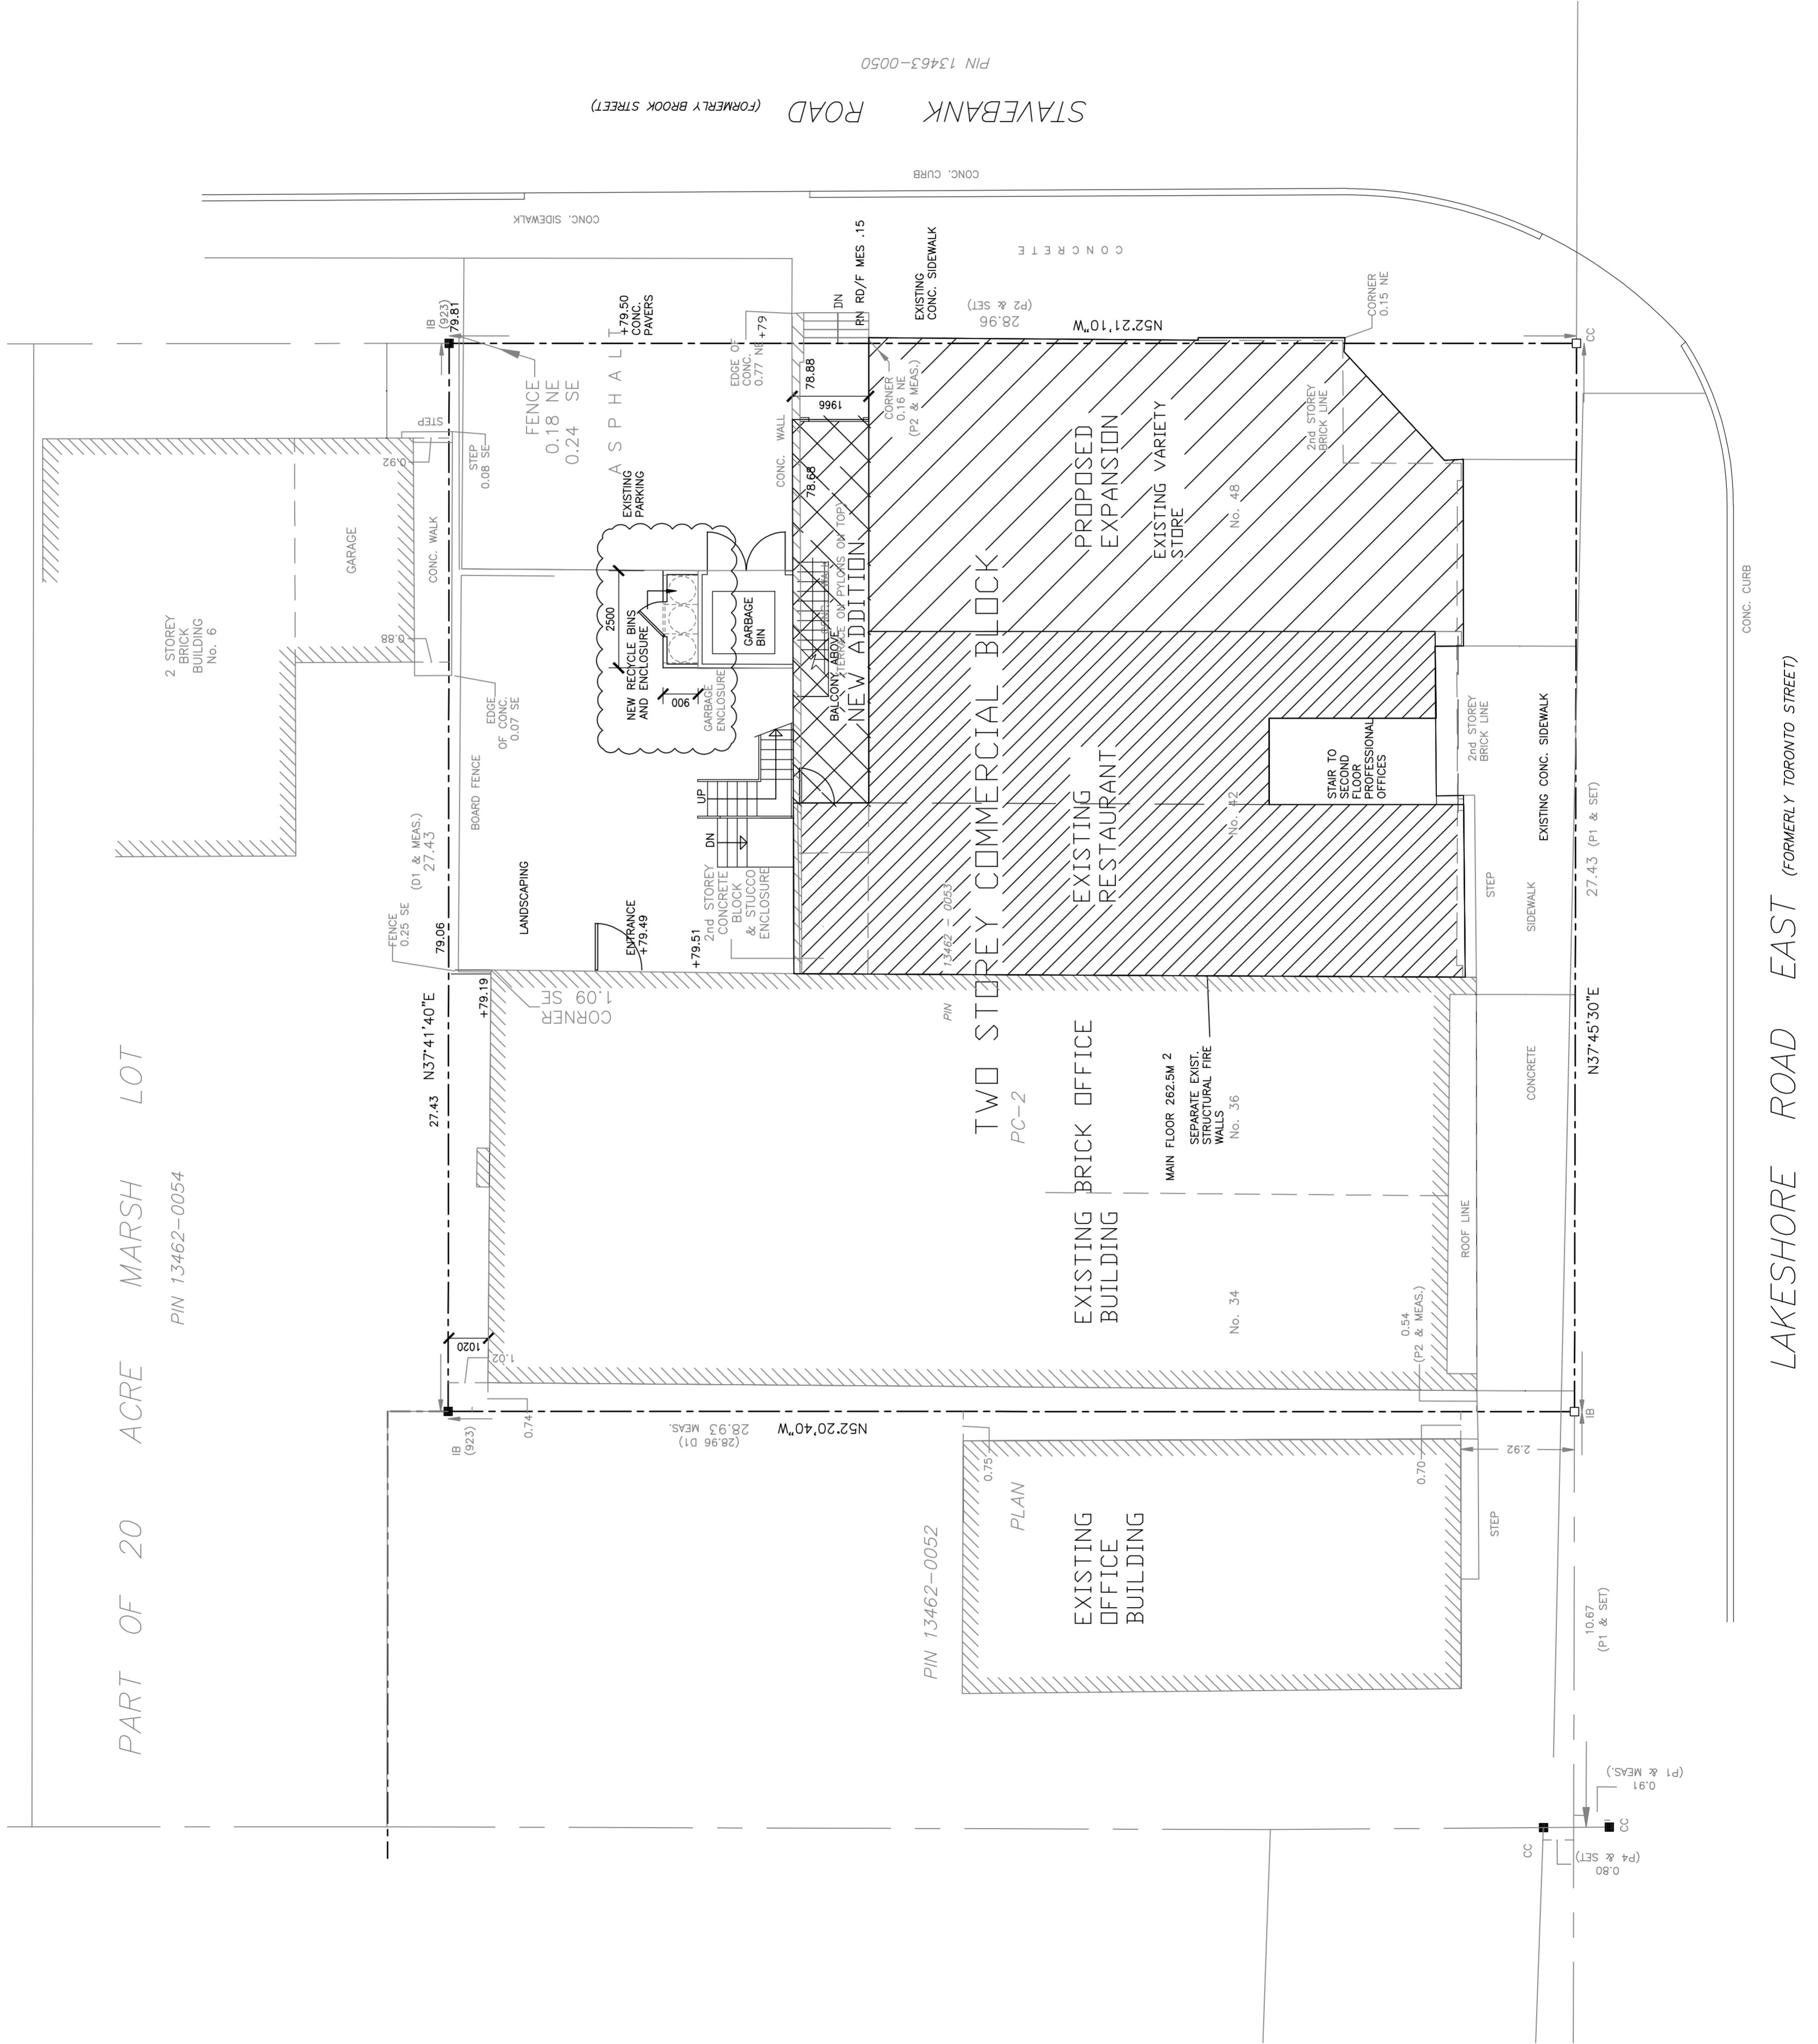 PIN 13463-0050
STAVEBANK ROAD (FORMERLY BROOK STREET)
CONC. CURB
CONC. SIDEWALK
CONCRETE
EXISTING
CONC. SIDEWALK
RN RD/F MES .15
28.96
(P2 & SET)
N52°21'10"W
CORNER
0.15 NE
CC
IB
(923)
79.81
FENCE
0.18 NE
0.24 SE
ASPHALT
+79.50
CONC.
PAVERS
EDGE OF
CONC.
0.77 NE
+79
DN
78.88
1966
CORNER
0.16 NE
(P2 & MEAS.)
STEP
0.92
STEP
0.08 SE
CONC. WALK
GARAGE
2 STOREY
BRICK
BUILDING
No. 6
0.88
EDGE
OF CONC.
0.07 SE
BOARD FENCE
EXISTING
PARKING
CONC. WALL
78.68
2500
NEW RECYCLE BINS
AND ENCLOSURE
GARBAGE
BIN
900
GARBAGE
ENCLOSURE
BALCONY ABOVE
(TERRACE ON PYLONS ON TOP)
NEW ADDITION
PROPOSED
EXPANSION
EXISTING VARIETY
STORE
No. 48
2nd STOREY
BRICK LINE
CONC. CURB
TWO STOREY COMMERCIAL BLOCK
UP
DN
2nd STOREY
CONCRETE
BLOCK
& STUCCO
ENCLOSURE
EXISTING
RESTAURANT
No. 42
STAIR TO
SECOND
FLOOR
PROFESSIONAL
OFFICES
2nd STOREY
BRICK LINE
EXISTING CONC. SIDEWALK
27.43 (P1 & SET)
STEP
SIDEWALK
(D1 & MEAS.)
27.43
FENCE
0.25 SE
79.06
LANDSCAPING
ENTRANCE
+79.49
+79.51
+79.19
CORNER
1.09 SE
N37°41'40"E
27.43
PIN 13462 - 0053
PC-2
EXISTING BRICK OFFICE
BUILDING
MAIN FLOOR 262.5M 2
SEPARATE EXIST.
STRUCTURAL FIRE
WALLS
No. 36
No. 34
CONCRETE
N37°45'30"E
ROOF LINE
0.54
(P2 & MEAS.)
1020
1.02
0.74
IB
(923)
N52°20'40"W
28.93 MEAS.
(28.96 D1)
IB
2.92
0.75
0.70
PLAN
PIN 13462-0052
EXISTING
OFFICE
BUILDING
STEP
10.67
(P1 & SET)
0.91
(P1 & MEAS.)
CC
CC
0.80
(P4 & SET)
PART OF 20 ACRE MARSH LOT
PIN 13462-0054
LAKESHORE ROAD EAST (FORMERLY TORONTO STREET)